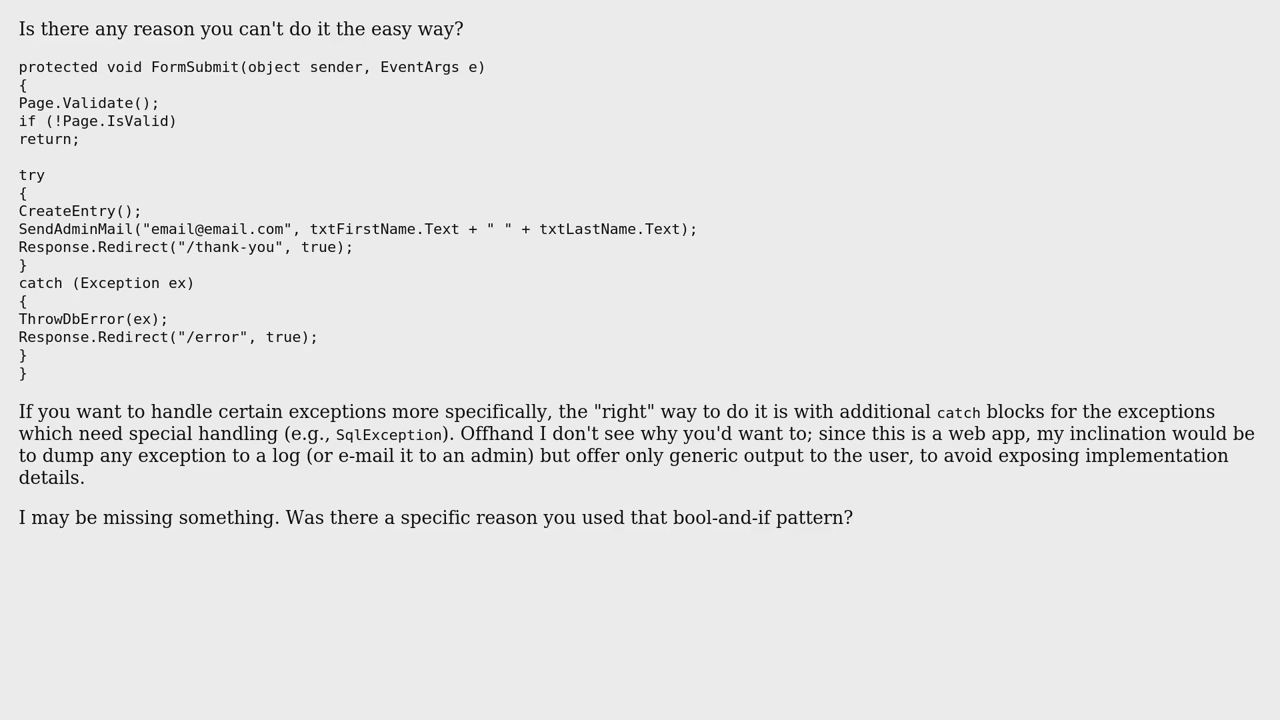 Is there any reason you can't do it the easy way?
protected void FormSubmit(object sender, EventArgs e)
{
Page.Validate();
if (!Page.IsValid)
return;
try
{
CreateEntry();
SendAdminMail("email@email.com", txtFirstName.Text + " " + txtLastName.Text);
Response.Redirect("/thank-you", true);
}
catch (Exception ex)
{
ThrowDbError(ex);
Response.Redirect("/error", true);
}
}
If you want to handle certain exceptions more specifically, the "right" way to do it is with additional catch blocks for the exceptions
which need special handling (e.g., SqlException). Offhand I don't see why you'd want to; since this is a web app, my inclination would be
to dump any exception to a log (or e-mail it to an admin) but offer only generic output to the user, to avoid exposing implementation
details.
I may be missing something. Was there a specific reason you used that bool-and-if pattern?